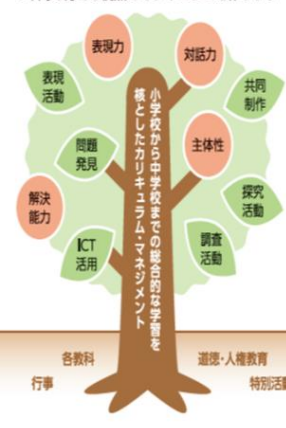 表現力
対話力
表現
活動
共同
制作
問題
発見
主体性
解決
能力
探究
活動
ICT
活用
調査
活動
小学校から中学校までの総合的な学習を
核としたカリキュラム・マネジメント
各教科
道徳・人権教育
行事
特別活動